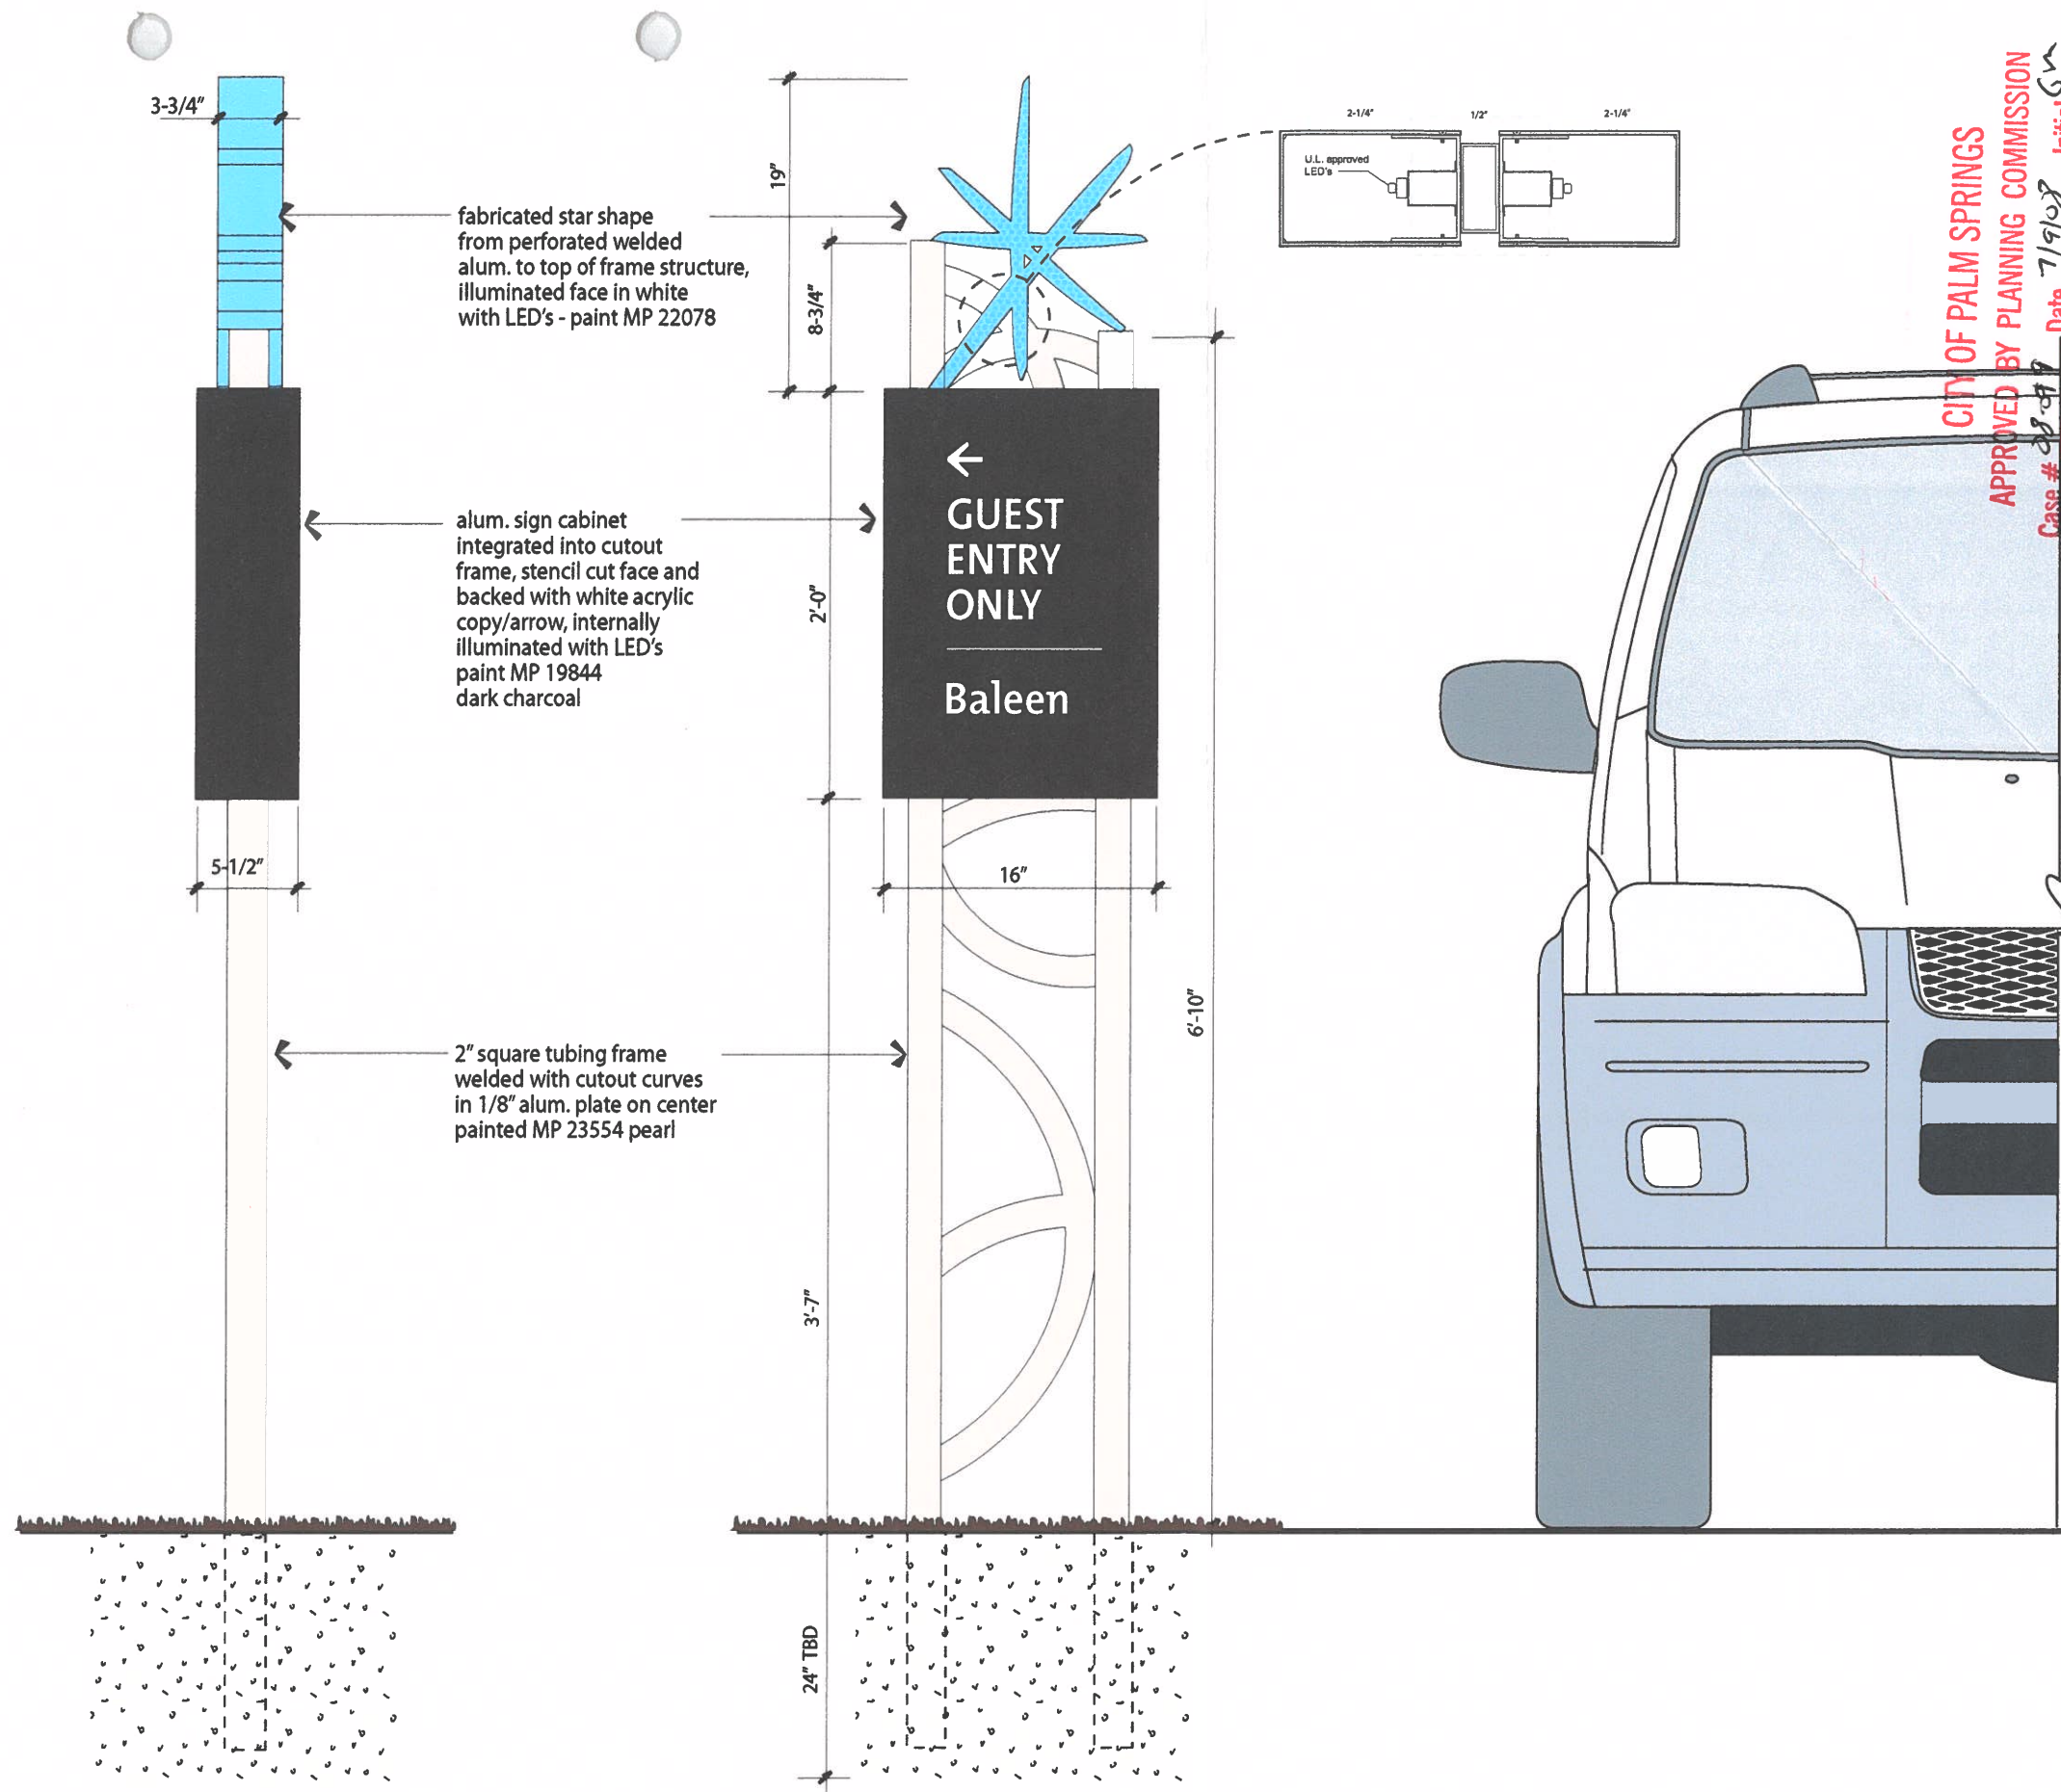 3-3/4"
fabricated star shape
from perforated welded
alum. to top of frame structure,
illuminated face in white
with LED's - paint MP 22078
19"
8-3/4"
2-1/4"
1/2"
2-1/4"
U.L. approved
LED's
alum. sign cabinet
integrated into cutout
frame, stencil cut face and
backed with white acrylic
copy/arrow, internally
illuminated with LED's
paint MP 19844
dark charcoal
2'-0"
←
GUEST
ENTRY
ONLY
Baleen
5-1/2"
16"
6'-10"
2" square tubing frame
welded with cutout curves
in 1/8" alum. plate on center
painted MP 23554 pearl
3'-7"
24" TBD
CITY OF PALM SPRINGS
APPROVED BY PLANNING COMMISSION
Case # Date 7/9/08